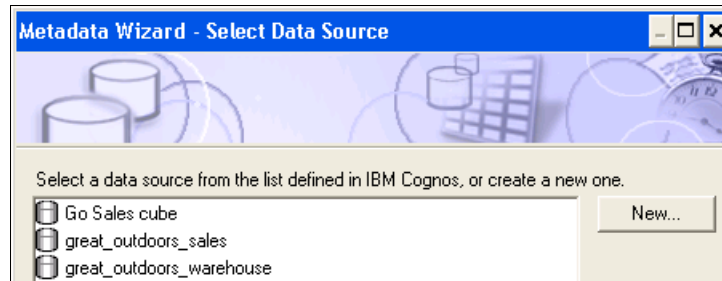 Metadata Wizard - Select Data Source
Select a data source from the list defined in IBM Cognos, or create a new one.
Go Sales cube
New...
great_outdoors_sales
great_outdoors_warehouse